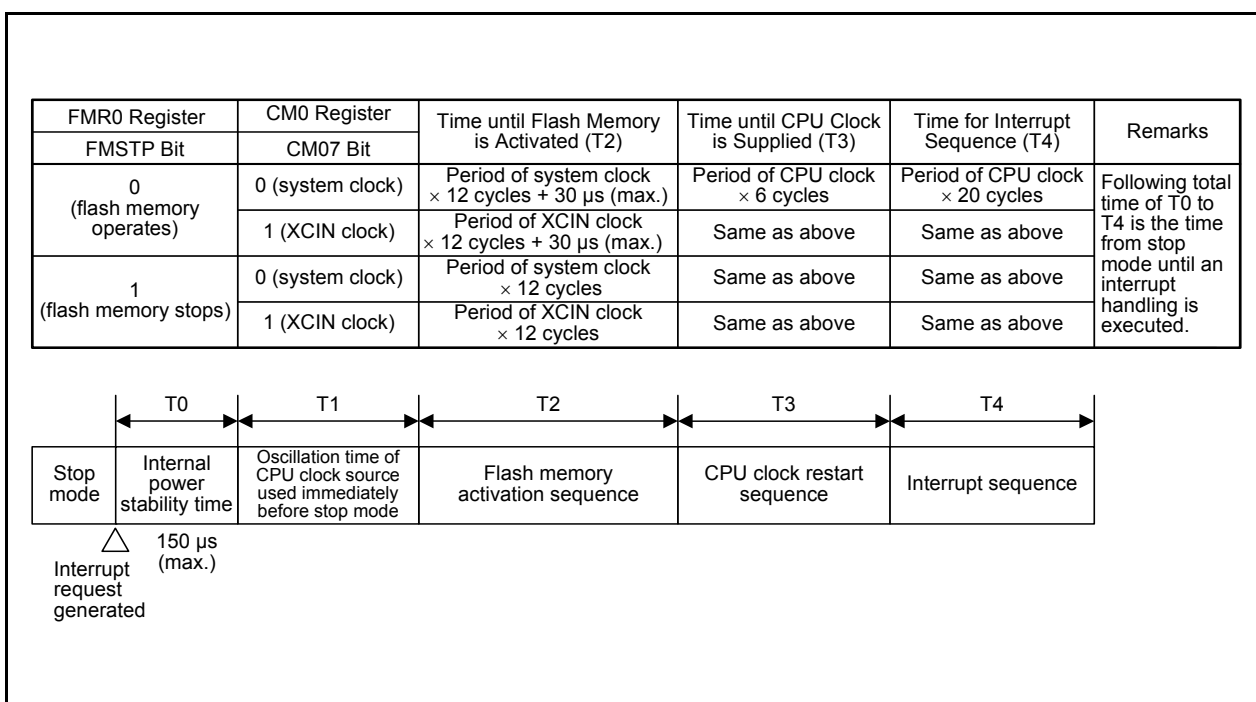 FMR0 Register
CM0 Register
Time until Flash Memory
is Activated (T2)
Time until CPU Clock
is Supplied (T3)
Time for Interrupt
Sequence (T4)
Remarks
FMSTP Bit
CM07 Bit
0
(flash memory
operates)
0 (system clock)
Period of system clock
× 12 cycles + 30 µs (max.)
Period of CPU clock
× 6 cycles
Period of CPU clock
× 20 cycles
Following total
time of T0 to
T4 is the time
from stop
mode until an
interrupt
handling is
executed.
1 (XCIN clock)
Period of XCIN clock
× 12 cycles + 30 µs (max.)
Same as above
Same as above
1
(flash memory stops)
0 (system clock)
Period of system clock
× 12 cycles
Same as above
Same as above
1 (XCIN clock)
Period of XCIN clock
× 12 cycles
Same as above
Same as above
T0
T1
T2
T3
T4
Stop
mode
Internal
power
stability time
Oscillation time of
CPU clock source
used immediately
before stop mode
Flash memory
activation sequence
CPU clock restart
sequence
Interrupt sequence
150 µs
(max.)
Interrupt
request
generated